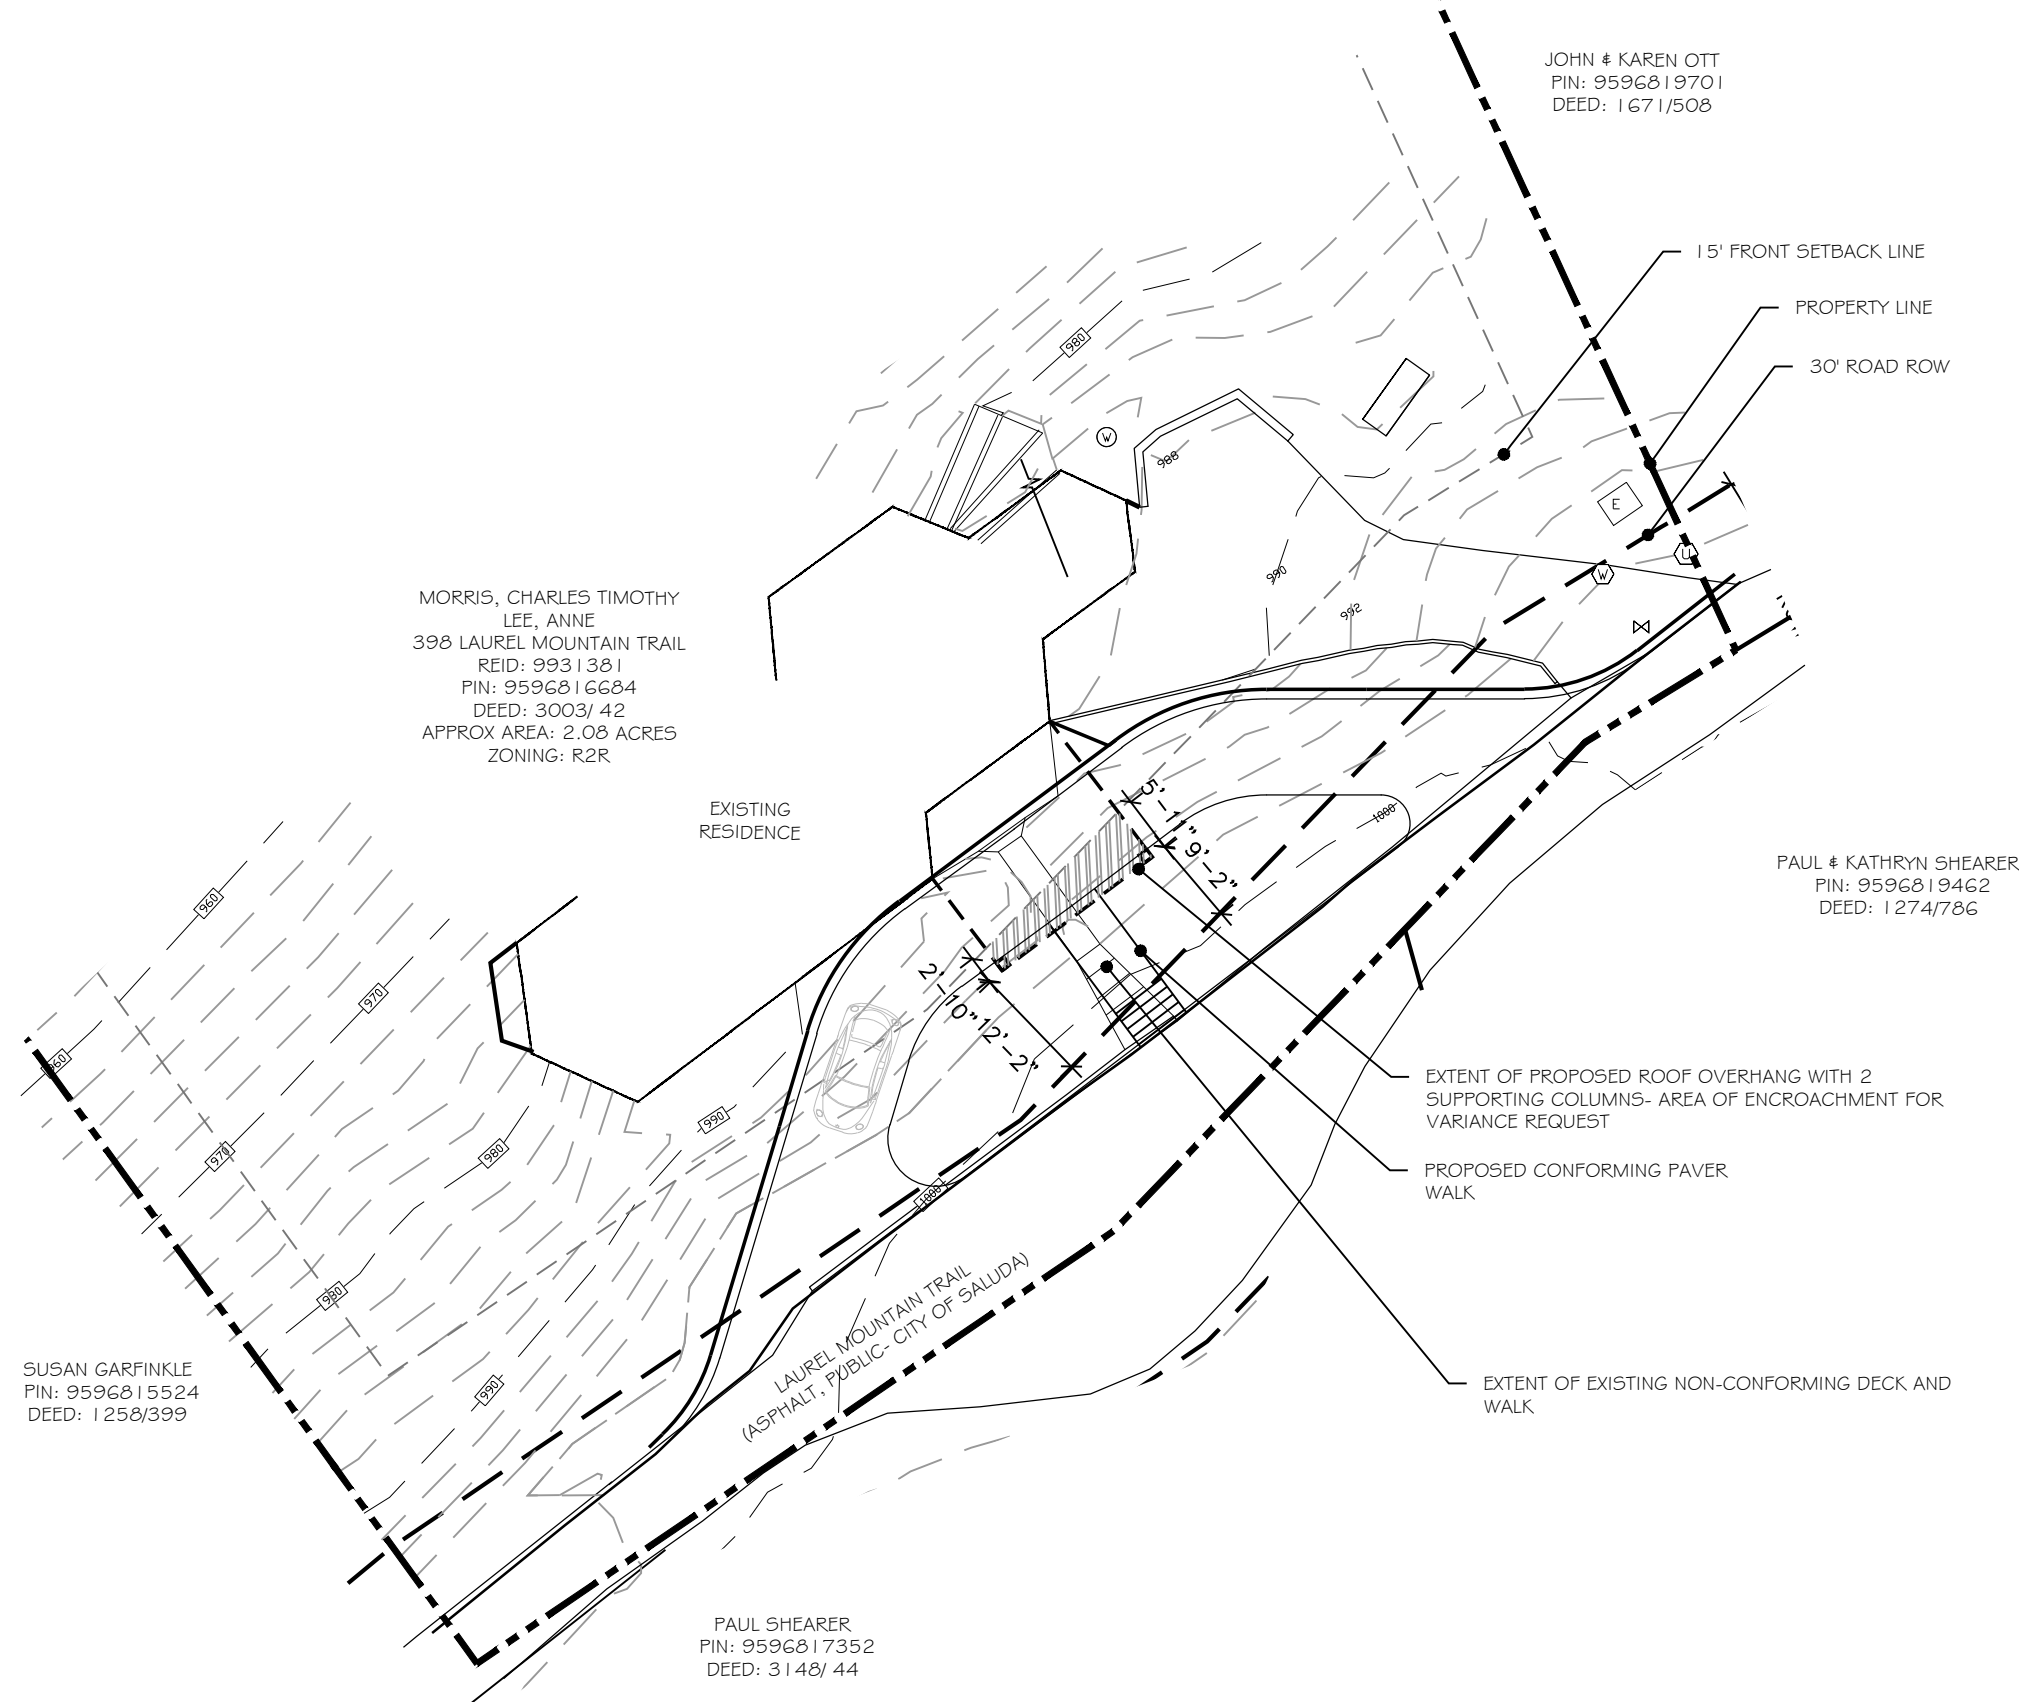 JOHN & KAREN OTT
PIN: 9596819701
DEED: 1671/508
15' FRONT SETBACK LINE
PROPERTY LINE
30' ROAD ROW
980
W
988
E
U
W
990
992
MORRIS, CHARLES TIMOTHY
LEE, ANNE
398 LAUREL MOUNTAIN TRAIL
REID: 9931381
PIN: 9596816684
DEED: 3003/ 42
APPROX AREA: 2.08 ACRES
ZONING: R2R
EXISTING
RESIDENCE
5'-11"
9'-2"
1000
PAUL & KATHRYN SHEARER
PIN: 9596819462
DEED: 1274/786
960
970
2'-10"
12'-2"
960
990
980
970
1000
EXTENT OF PROPOSED ROOF OVERHANG WITH 2
SUPPORTING COLUMNS- AREA OF ENCROACHMENT FOR
VARIANCE REQUEST
PROPOSED CONFORMING PAVER
WALK
980
990
LAUREL MOUNTAIN TRAIL
(ASPHALT, PUBLIC- CITY OF SALUDA)
SUSAN GARFINKLE
PIN: 9596815524
DEED: 1258/399
EXTENT OF EXISTING NON-CONFORMING DECK AND
WALK
PAUL SHEARER
PIN: 9596817352
DEED: 3148/ 44